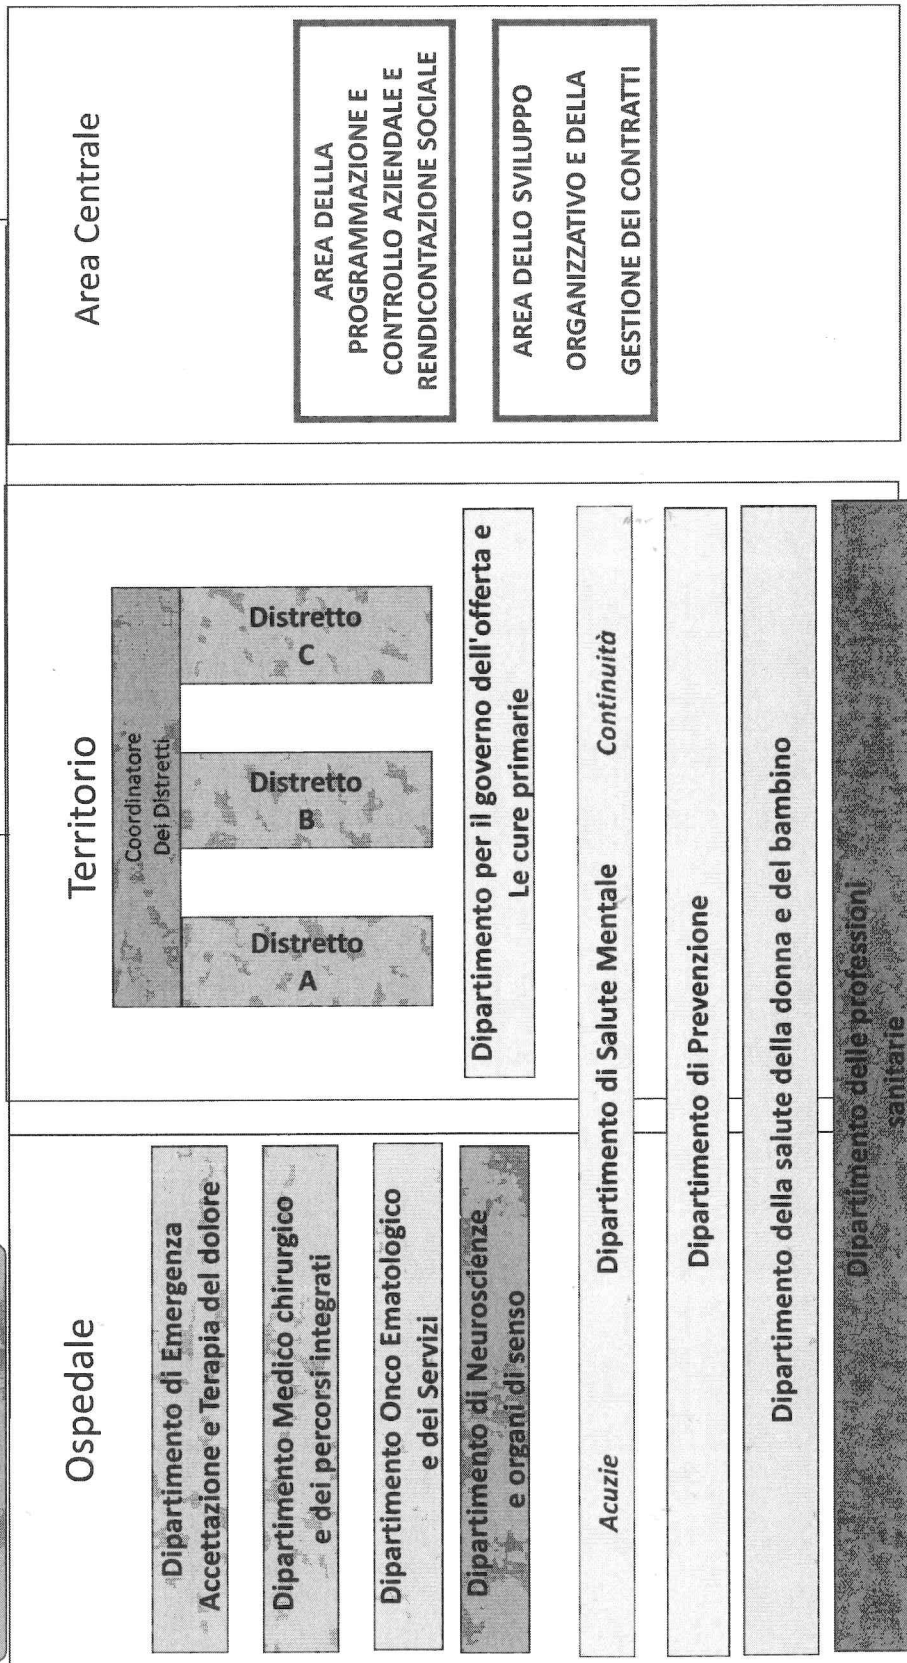 Ospedale
Dipartimento di Emergenza
Accettazione e Terapia del dolore
Dipartimento Medico chirurgico
e dei percorsi integrati
Dipartimento Onco Ematologico
e dei Servizi
Dipartimento di Neuroscienze
e organi di senso
Territorio
Coordinatore
Dei Distretti
Distretto
A
Distretto
B
Distretto
C
Dipartimento per il governo dell'offerta e
Le cure primarie
Acuzie Dipartimento di Salute Mentale Continuità
Dipartimento di Prevenzione
Dipartimento della salute della donna e del bambino
Dipartimento delle professioni
sanitarie
Area Centrale
AREA DELLLA
PROGRAMMAZIONE E
CONTROLLO AZIENDALE E
RENDICONTAZIONE SOCIALE
AREA DELLO SVILUPPO
ORGANIZZATIVO E DELLA
GESTIONE DEI CONTRATTI